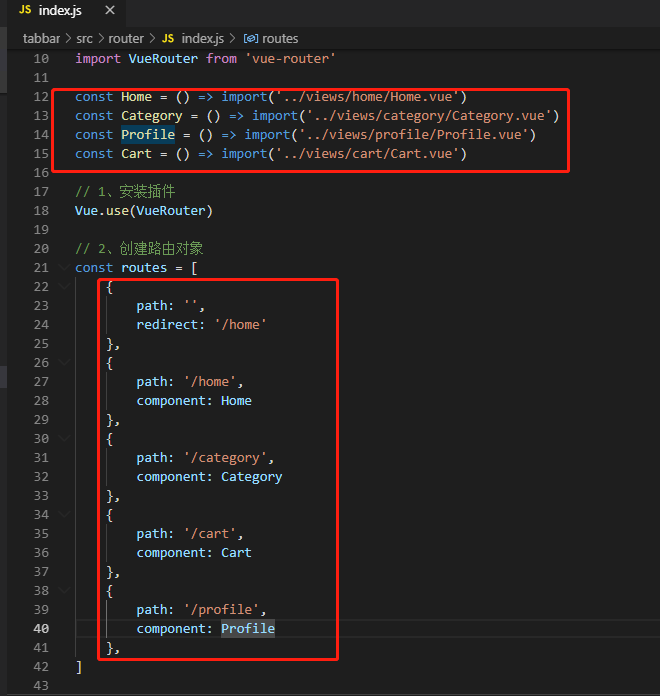 JS index.js ×
tabbar > src > router > JS index.js > routes
10 import VueRouter from 'vue-router'
11
12 const Home = () => import('../views/home/Home.vue')
13 const Category = () => import('../views/category/Category.vue')
14 const Profile = () => import('../views/profile/Profile.vue')
15 const Cart = () => import('../views/cart/Cart.vue')
16
17 // 1、安装插件
18 Vue.use(VueRouter)
19
20 // 2、创建路由对象
21 const routes = [
22 {
23 path: '',
24 redirect: '/home'
25 },
26 {
27 path: '/home',
28 component: Home
29 },
30 {
31 path: '/category',
32 component: Category
33 },
34 {
35 path: '/cart',
36 component: Cart
37 },
38 {
39 path: '/profile',
40 component: Profile
41 },
42 ]
43